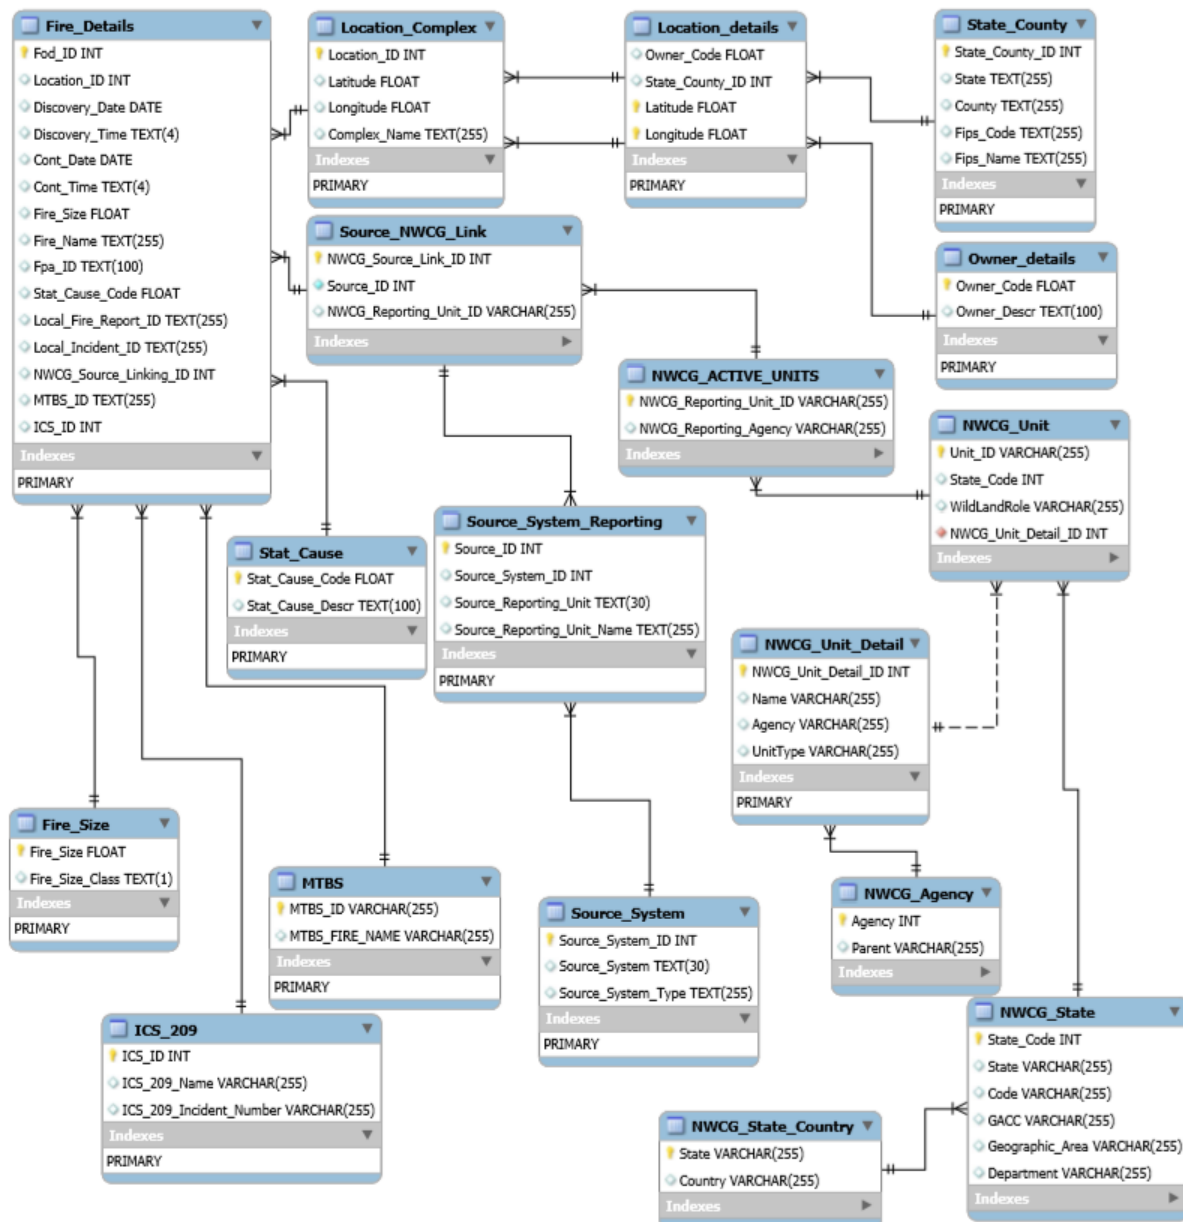 Fire_Details
Fod_ID INT
Location_ID INT
Discovery_Date DATE
Discovery_Time TEXT(4)
Cont_Date DATE
Cont_Time TEXT(4)
Fire_Size FLOAT
Fire_Name TEXT(255)
Fpa_ID TEXT(100)
Stat_Cause_Code FLOAT
Local_Fire_Report_ID TEXT(255)
Local_Incident_ID TEXT(255)
NWCG_Source_Linking_ID INT
MTBS_ID TEXT(255)
ICS_ID INT
Indexes
PRIMARY
Location_Complex
Location_ID INT
Latitude FLOAT
Longitude FLOAT
Complex_Name TEXT(255)
Indexes
PRIMARY
Location_details
Owner_Code FLOAT
State_County_ID INT
Latitude FLOAT
Longitude FLOAT
Indexes
PRIMARY
State_County
State_County_ID INT
State TEXT(255)
County TEXT(255)
Fips_Code TEXT(255)
Fips_Name TEXT(255)
Indexes
PRIMARY
Source_NWCG_Link
NWCG_Source_Link_ID INT
Source_ID INT
NWCG_Reporting_Unit_ID VARCHAR(255)
Indexes
Owner_details
Owner_Code FLOAT
Owner_Descr TEXT(100)
Indexes
PRIMARY
NWCG_ACTIVE_UNITS
NWCG_Reporting_Unit_ID VARCHAR(255)
NWCG_Reporting_Agency VARCHAR(255)
Indexes
NWCG_Unit
Unit_ID VARCHAR(255)
State_Code INT
WildLandRole VARCHAR(255)
NWCG_Unit_Detail_ID INT
Indexes
Stat_Cause
Stat_Cause_Code FLOAT
Stat_Cause_Descr TEXT(100)
Indexes
PRIMARY
Source_System_Reporting
Source_ID INT
Source_System_ID INT
Source_Reporting_Unit TEXT(30)
Source_Reporting_Unit_Name TEXT(255)
Indexes
PRIMARY
NWCG_Unit_Detail
NWCG_Unit_Detail_ID INT
Name VARCHAR(255)
Agency VARCHAR(255)
UnitType VARCHAR(255)
Indexes
PRIMARY
Fire_Size
Fire_Size FLOAT
Fire_Size_Class TEXT(1)
Indexes
PRIMARY
MTBS
MTBS_ID VARCHAR(255)
MTBS_FIRE_NAME VARCHAR(255)
Indexes
PRIMARY
Source_System
Source_System_ID INT
Source_System TEXT(30)
Source_System_Type TEXT(255)
Indexes
PRIMARY
NWCG_Agency
Agency INT
Parent VARCHAR(255)
Indexes
ICS_209
ICS_ID INT
ICS_209_Name VARCHAR(255)
ICS_209_Incident_Number VARCHAR(255)
Indexes
PRIMARY
NWCG_State
State_Code INT
State VARCHAR(255)
Code VARCHAR(255)
GACC VARCHAR(255)
Geographic_Area VARCHAR(255)
Department VARCHAR(255)
Indexes
NWCG_State_Country
State VARCHAR(255)
Country VARCHAR(255)
Indexes